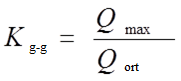 K g-g = Q max / Q ort